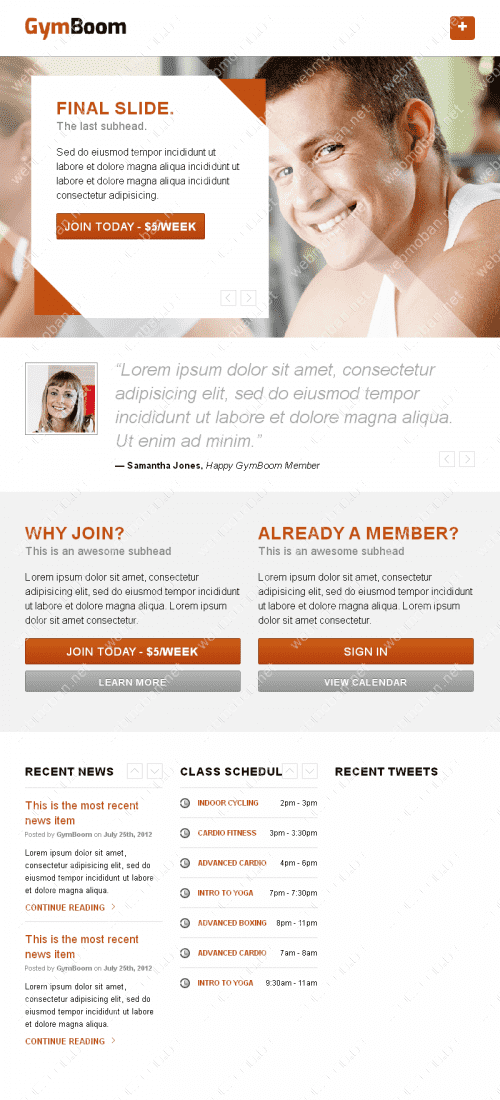 GymBoom
FINAL SLIDE.
The last subhead.
Sed do eiusmod tempor incididunt ut
labore et dolore magna aliqua incididunt ut
labore et dolore magna aliqua incididunt
consectetur adipisicing.
JOIN TODAY - $5/WEEK
“Lorem ipsum dolor sit amet, consectetur
adipisicing elit, sed do eiusmod tempor
incididunt ut labore et dolore magna aliqua.
Ut enim ad minim.”
— Samantha Jones, Happy GymBoom Member
WHY JOIN?
This is an awesome subhead
Lorem ipsum dolor sit amet, consectetur
adipisicing elit, sed do eiusmod tempor incididunt
ut labore et dolore magna aliqua. Lorem ipsum
dolor sit amet consectetur.
JOIN TODAY - $5/WEEK
LEARN MORE
ALREADY A MEMBER?
This is an awesome subhead
Lorem ipsum dolor sit amet, consectetur
adipisicing elit, sed do eiusmod tempor incididunt
ut labore et dolore magna aliqua. Lorem ipsum
dolor sit amet consectetur.
SIGN IN
VIEW CALENDAR
RECENT NEWS
This is the most recent
news item
Posted by GymBoom on July 25th, 2012
Lorem ipsum dolor sit amet,
consectetur adipisicing elit, sed do
eiusmod tempor incididunt ut labore et
dolore magna aliqua.
CONTINUE READING
This is the most recent
news item
Posted by GymBoom on July 25th, 2012
Lorem ipsum dolor sit amet,
consectetur adipisicing elit, sed do
eiusmod tempor incididunt ut labore et
dolore magna aliqua.
CONTINUE READING
CLASS SCHEDUL
INDOOR CYCLING 2pm - 3pm
CARDIO FITNESS 3pm - 3:30pm
ADVANCED CARDIO 4pm - 6pm
INTRO TO YOGA 7pm - 7:30pm
ADVANCED BOXING 8pm - 11pm
ADVANCED CARDIO 7am - 8am
INTRO TO YOGA 9:30am - 11am
RECENT TWEETS
webmoban.net